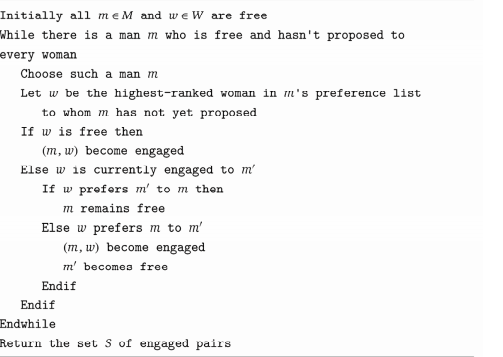 Initially all m ∈ M and w ∈ W are free
While there is a man m who is free and hasn't proposed to
every woman
Choose such a man m
Let w be the highest-ranked woman in m's preference list
to whom m has not yet proposed
If w is free then
(m, w) become engaged
Else w is currently engaged to m′
If w prefers m′ to m then
m remains free
Else w prefers m to m′
(m, w) become engaged
m′ becomes free
Endif
Endif
Endwhile
Return the set S of engaged pairs